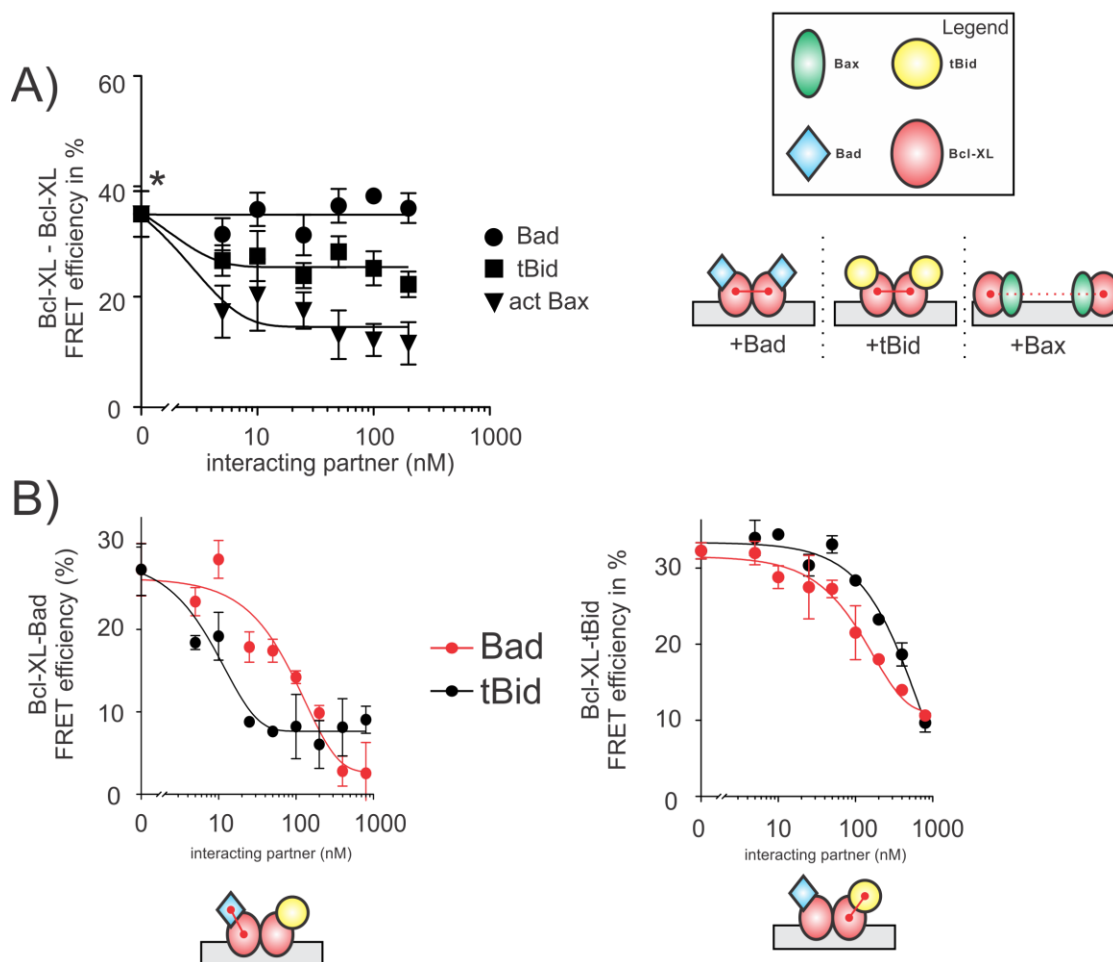 A)
Bcl-XL - Bcl-XL
FRET efficiency in %
60
40
20
0
*
0
10
100
1000
interacting partner (nM)
Bad
tBid
act Bax
Legend
Bax
tBid
Bad
Bcl-XL
+Bad
+tBid
+Bax
B)
Bcl-XL-Bad
FRET efficiency (%)
30
20
10
0
0
10
100
1000
interacting partner (nM)
Bad
tBid
Bcl-XL-tBid
FRET efficiency in %
30
20
10
0
0
10
100
1000
interacting partner (nM)